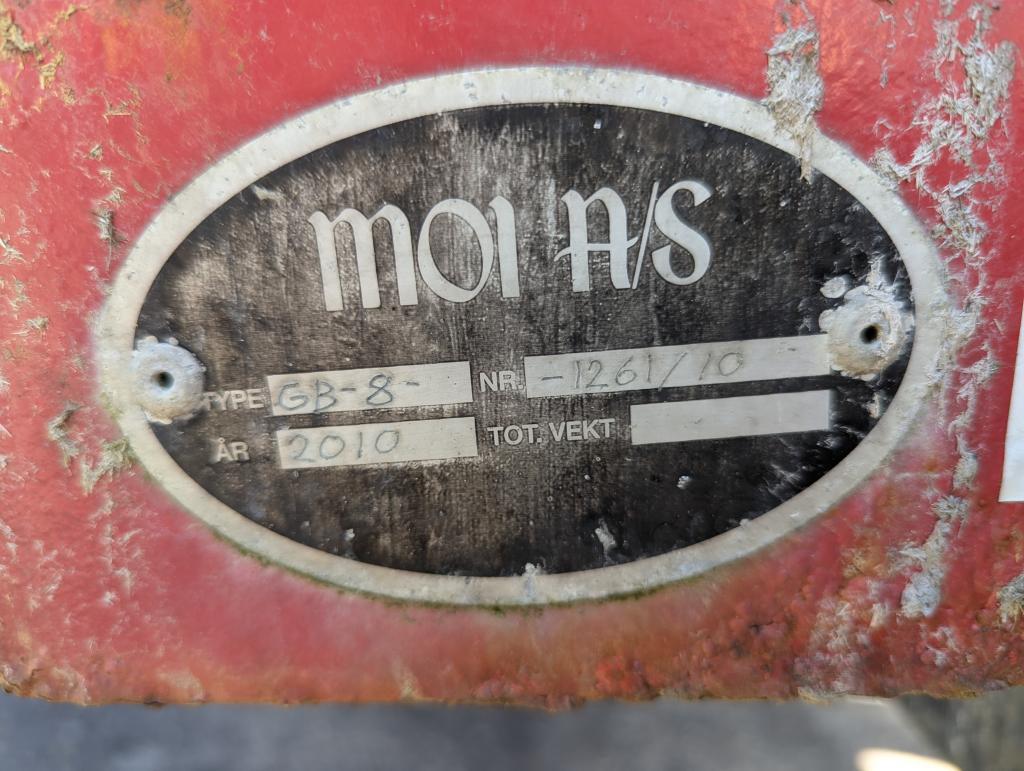 MOI A/S
TYPE GB-8- NR. -1261/10 -
ÅR 2010 TOT. VEKT